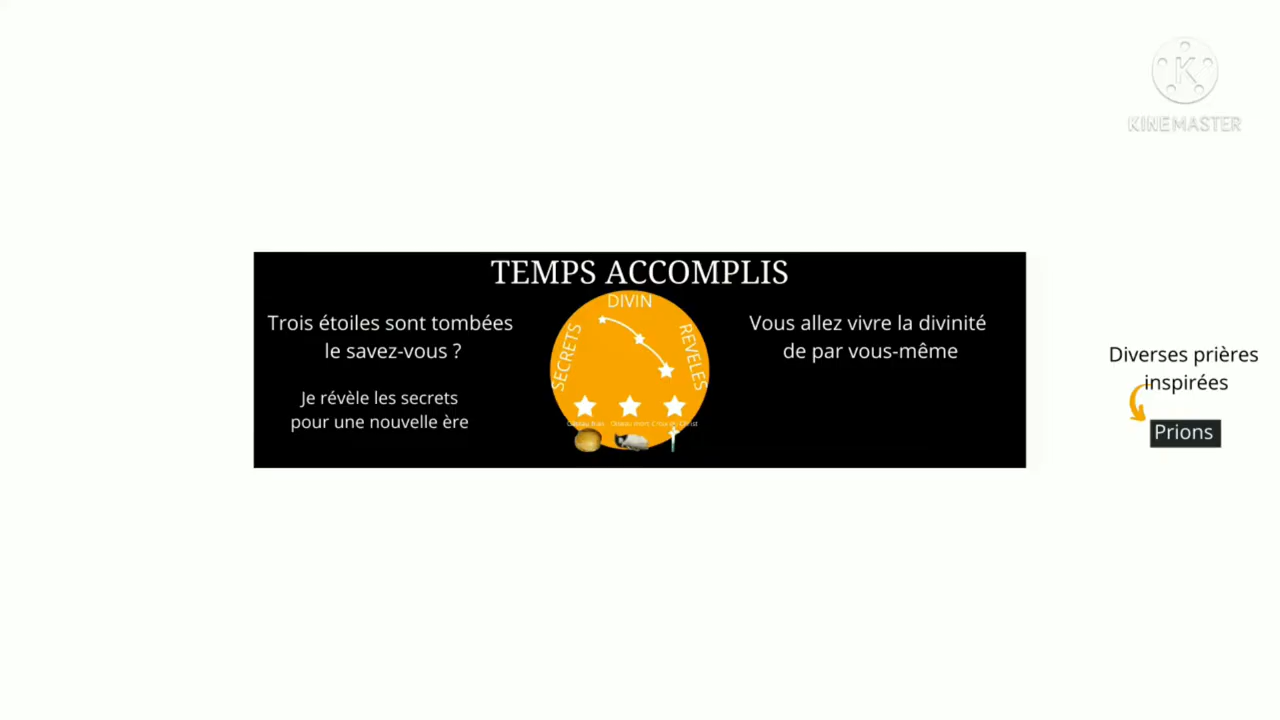 KINEMASTER
TEMPS ACCOMPLIS
DIVIN
SECRETS
REVELES
Trois étoiles sont tombées
le savez-vous ?
Je révèle les secrets
pour une nouvelle ère
Vous allez vivre la divinité
de par vous-même
Diverses prières
inspirées
Prions